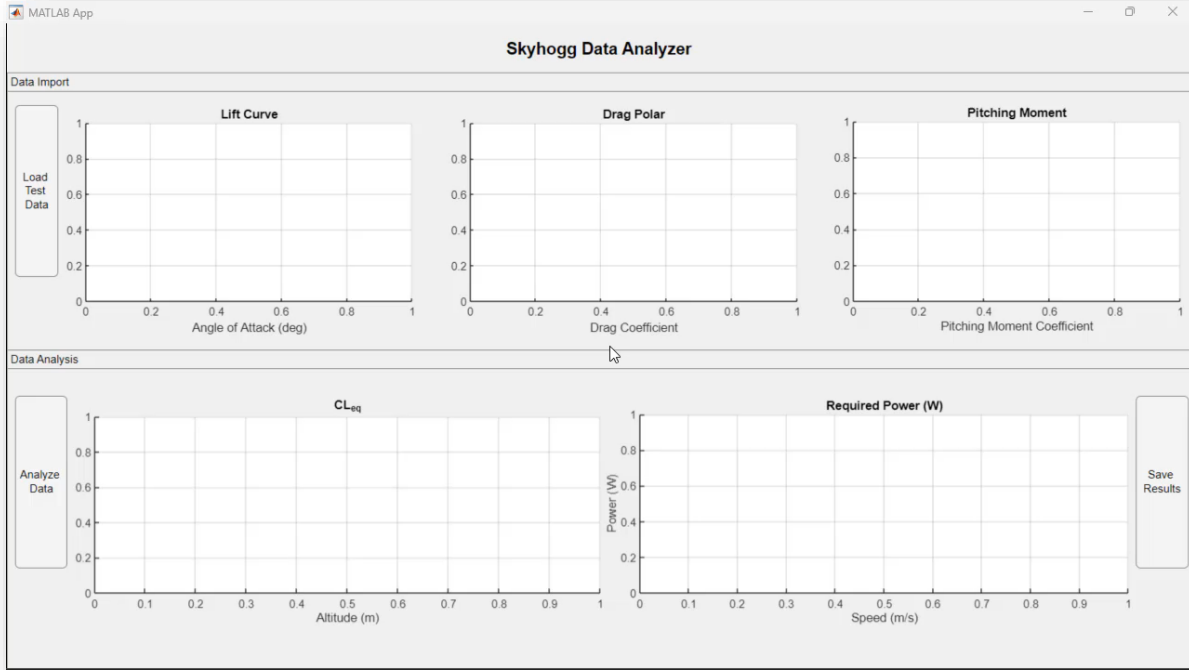 MATLAB App
Skyhogg Data Analyzer
Data Import
Load
Test
Data
Lift Curve
1
0.8
0.6
0.4
0.2
0
0 0.2 0.4 0.6 0.8 1
Angle of Attack (deg)
Drag Polar
1
0.8
0.6
0.4
0.2
0
0 0.2 0.4 0.6 0.8 1
Drag Coefficient
Pitching Moment
1
0.8
0.6
0.4
0.2
0
0 0.2 0.4 0.6 0.8 1
Pitching Moment Coefficient
Data Analysis
Analyze
Data
CLeq
1
0.8
0.6
0.4
0.2
0
0 0.1 0.2 0.3 0.4 0.5 0.6 0.7 0.8 0.9 1
Altitude (m)
Required Power (W)
Power (W)
1
0.8
0.6
0.4
0.2
0
0 0.1 0.2 0.3 0.4 0.5 0.6 0.7 0.8 0.9 1
Speed (m/s)
Save
Results